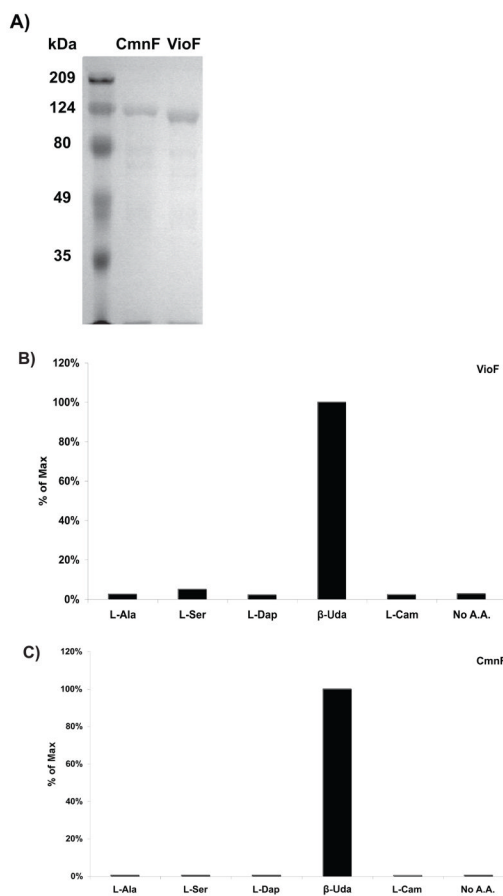 A)
kDa CmnF VioF
209
124
80
49
35
B)
VioF
120%
100%
80%
60%
40%
20%
0%
% of Max
L-Ala L-Ser L-Dap β-Uda L-Cam No A.A.
C)
CmnF
120%
100%
80%
60%
40%
20%
0%
% of Max
L-Ala L-Ser L-Dap β-Uda L-Cam No A.A.